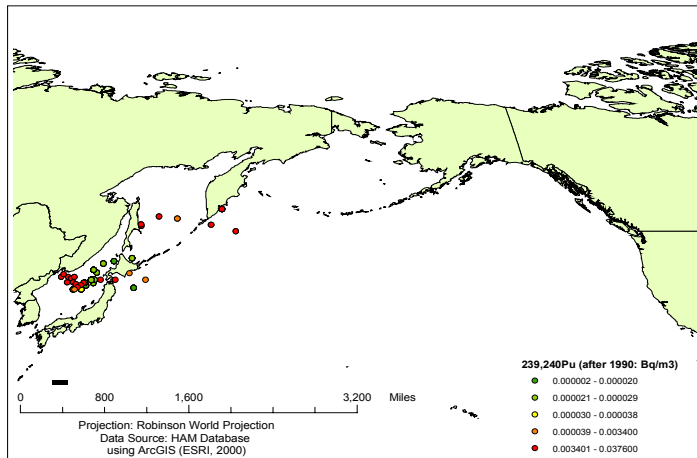 239,240Pu (after 1990: Bq/m3)
0.000002 - 0.000020
0.000021 - 0.000029
0.000030 - 0.000038
0.000039 - 0.003400
0.003401 - 0.037600
0 800 1,600 3,200 Miles
Projection: Robinson World Projection
Data Source: HAM Database
using ArcGIS (ESRI, 2000)